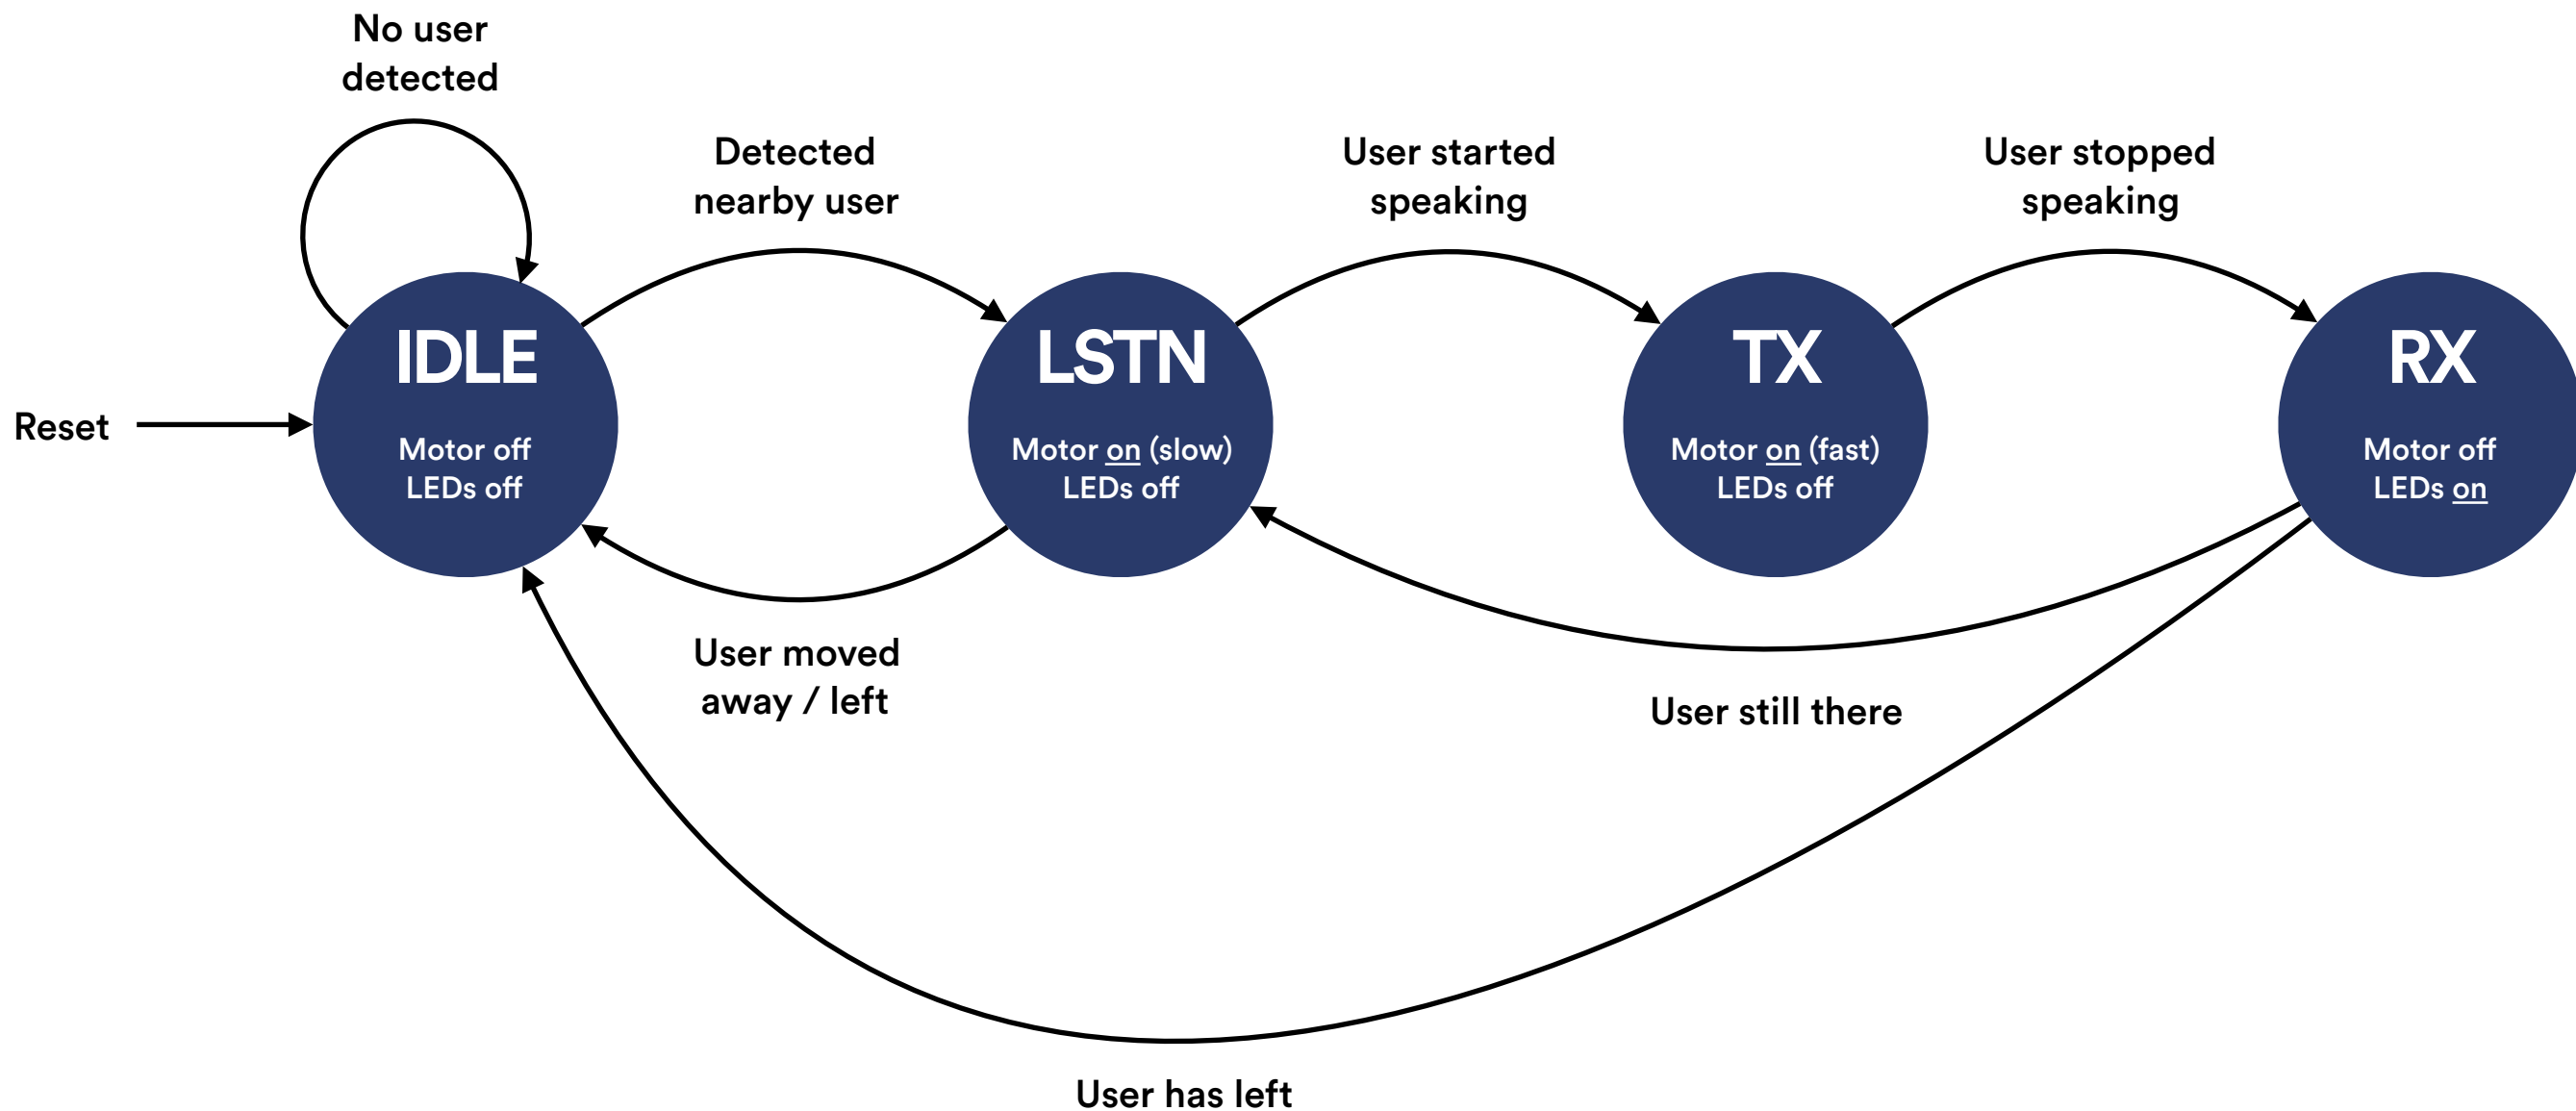 No user
detected
Detected
nearby user
User started
speaking
User stopped
speaking
Reset
IDLE
Motor off
LEDs off
LSTN
Motor on (slow)
LEDs off
TX
Motor on (fast)
LEDs off
RX
Motor off
LEDs on
User moved
away / left
User still there
User has left